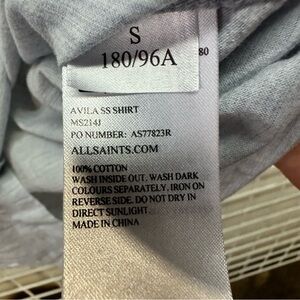 S
180/96A
80
AVILA SS SHIRT
MS214J
PO NUMBER: AS77823R
ALLSAINTS.COM
100% COTTON
WASH INSIDE OUT. WASH DARK
COLOURS SEPARATELY. IRON ON
REVERSE SIDE. DO NOT DRY IN
DIRECT SUNLIGHT.
MADE IN CHINA